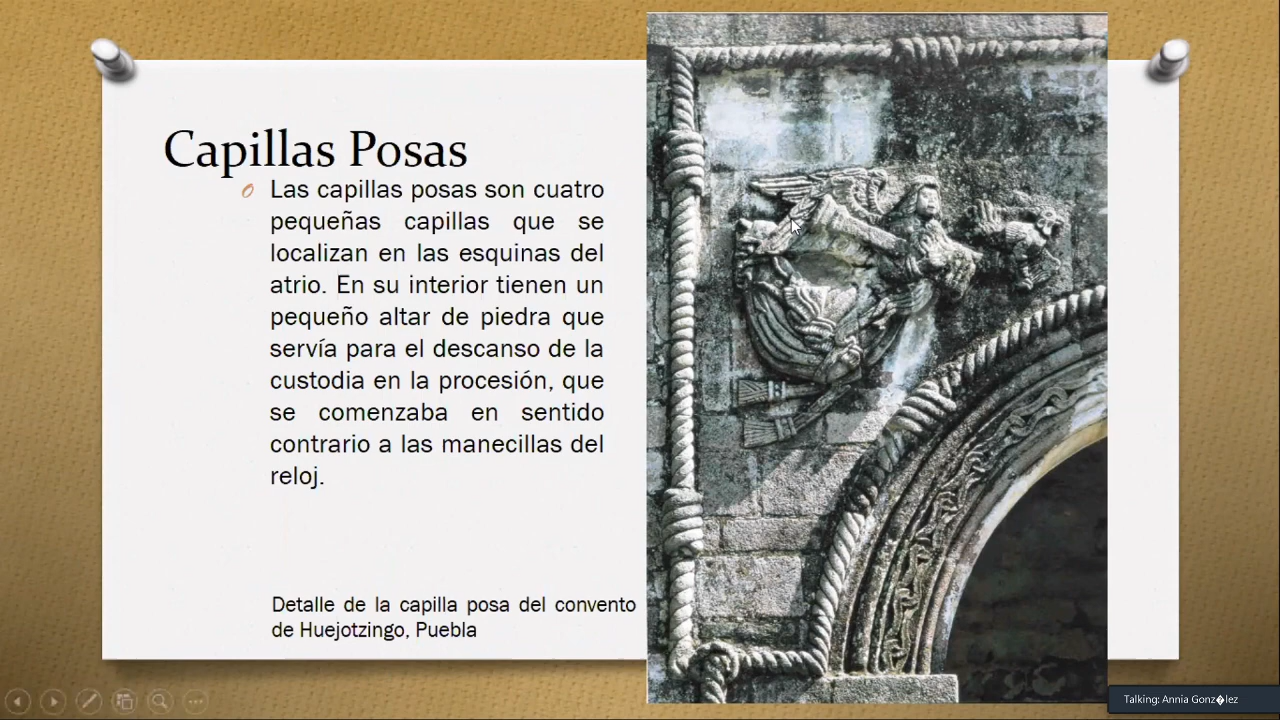 Capillas Posas
Las capillas posas son cuatro
pequeñas capillas que se
localizan en las esquinas del
atrio. En su interior tienen un
pequeño altar de piedra que
servía para el descanso de la
custodia en la procesión, que
se comenzaba en sentido
contrario a las manecillas del
reloj.
Detalle de la capilla posa del convento
de Huejotzingo, Puebla
Talking: Annia Gonz�lez